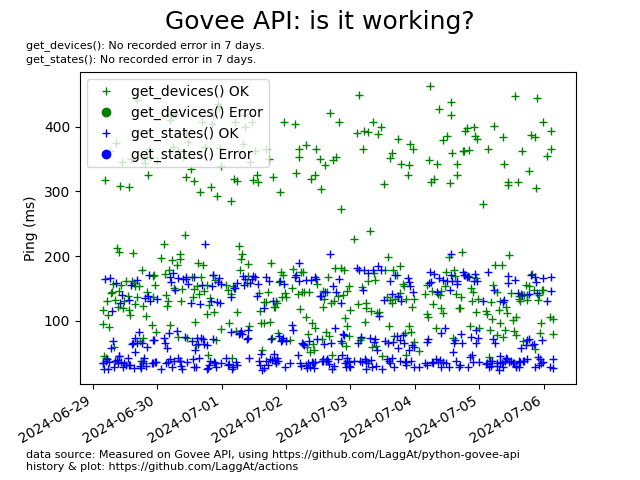 Govee API: is it working?
get_devices(): No recorded error in 7 days.
get_states(): No recorded error in 7 days.
get_devices() OK
get_devices() Error
get_states() OK
get_states() Error
Ping (ms)
400
300
200
100
2024-06-29
2024-06-30
2024-07-01
2024-07-02
2024-07-03
2024-07-04
2024-07-05
2024-07-06
data source: Measured on Govee API, using https://github.com/LaggAt/python-govee-api
history & plot: https://github.com/LaggAt/actions